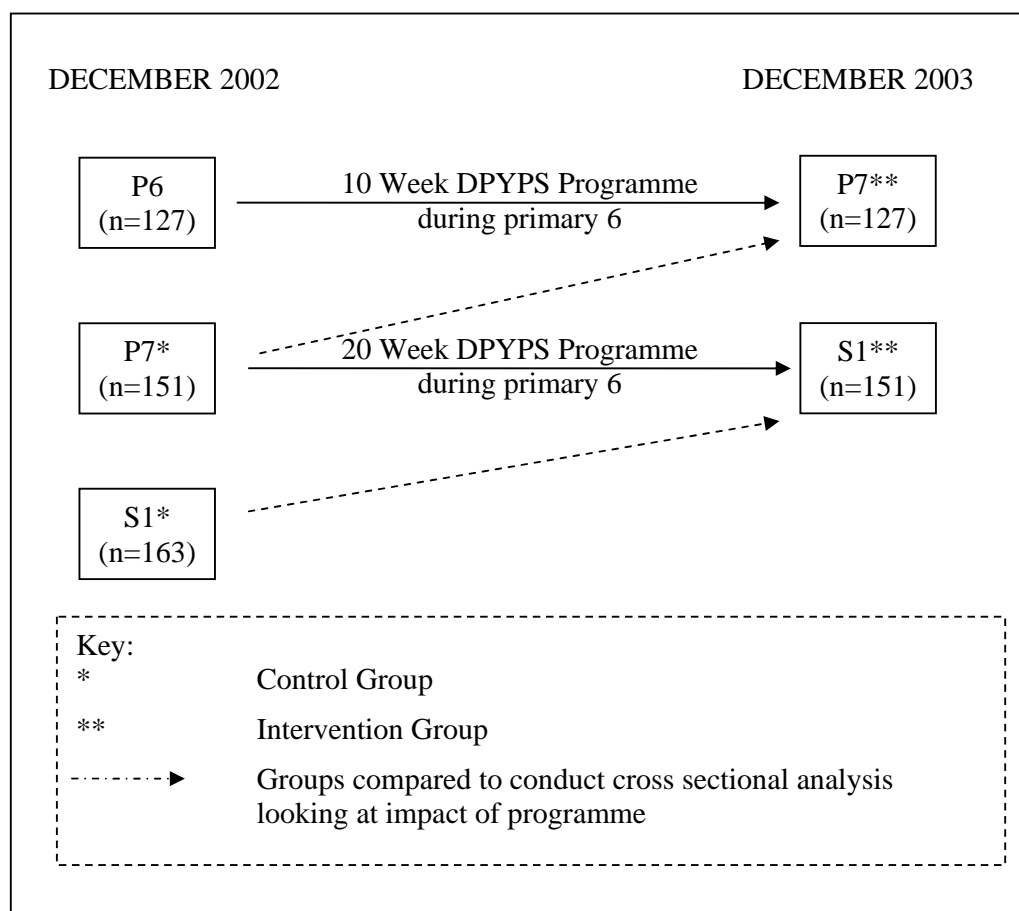 DECEMBER 2002 DECEMBER 2003
P6
(n=127)
10 Week DPYPS Programme
during primary 6
P7**
(n=127)
P7*
(n=151)
20 Week DPYPS Programme
during primary 6
S1**
(n=151)
S1*
(n=163)
Key:
* Control Group
** Intervention Group
Groups compared to conduct cross sectional analysis
looking at impact of programme